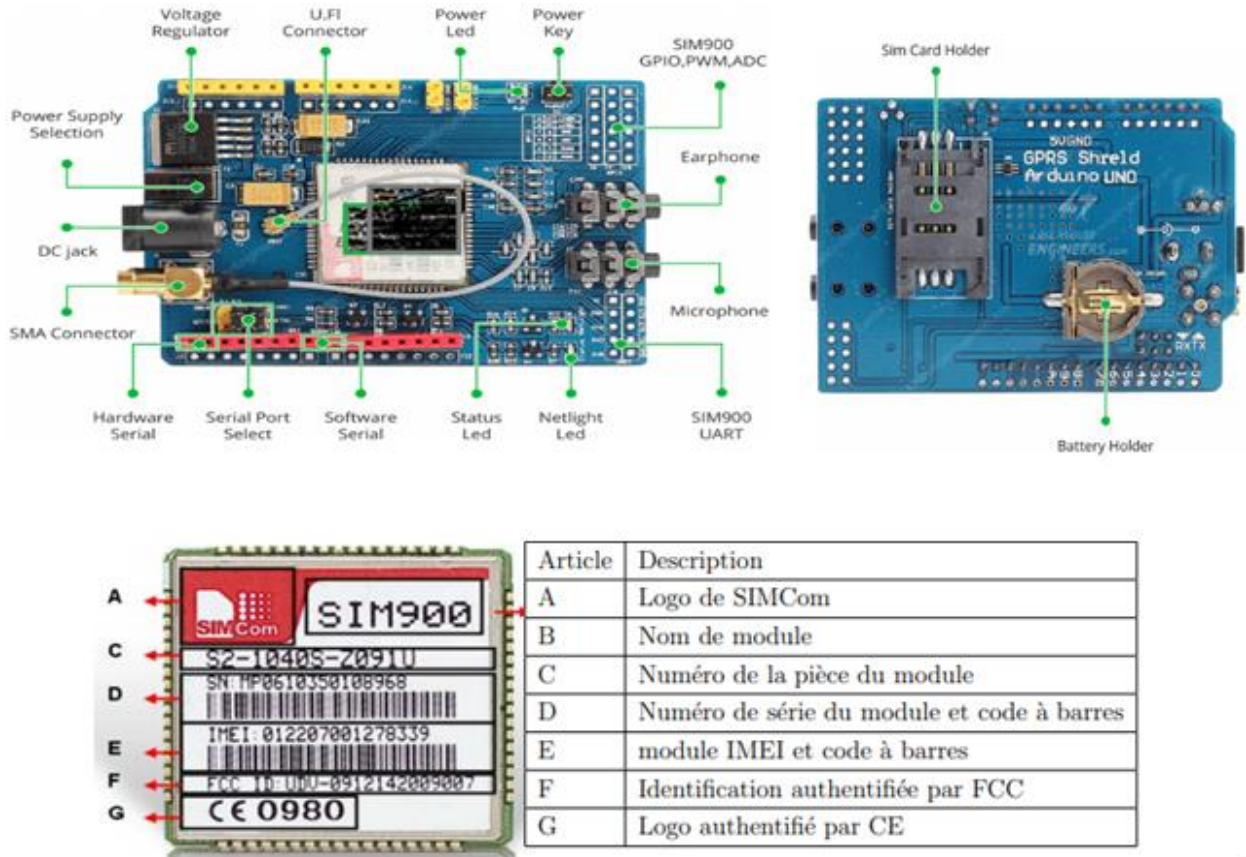 Voltage
Regulator
U.FI
Connector
Power
Led
Power
Key
SIM900
GPIO,PWM,ADC
Power Supply
Selection
Earphone
DC jack
SMA Connector
Microphone
Hardware
Serial
Serial Port
Select
Software
Serial
Status
Led
Netlight
Led
SIM900
UART
Sim Card Holder
5VGND
GPRS Shield
Arduino UNO
ENGINEERS
RXTX
Battery Holder
A
SIMCom
SIM900
C
S2-1040S-Z091U
D
SN:MP0610350108968
E
IMEI:012207001278339
F
FCC ID:UDV-0912142009007
G
CE 0980
Article Description
A Logo de SIMCom
B Nom de module
C Numéro de la pièce du module
D Numéro de série du module et code à barres
E module IMEI et code à barres
F Identification authentifiée par FCC
G Logo authentifié par CE